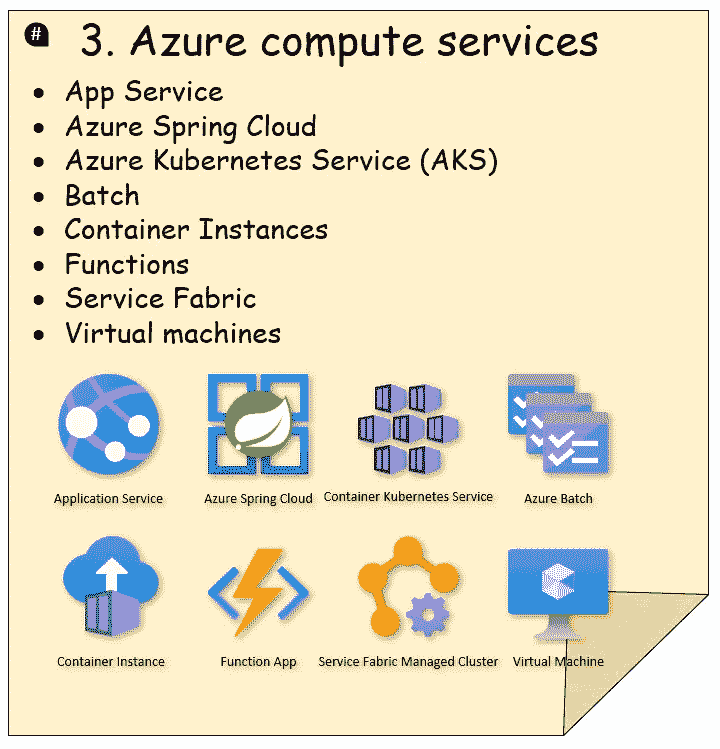 #
3. Azure compute services
• App Service
• Azure Spring Cloud
• Azure Kubernetes Service (AKS)
• Batch
• Container Instances
• Functions
• Service Fabric
• Virtual machines
Application Service
Azure Spring Cloud
Container Kubernetes Service
Azure Batch
Container Instance
Function App
Service Fabric Managed Cluster
Virtual Machine